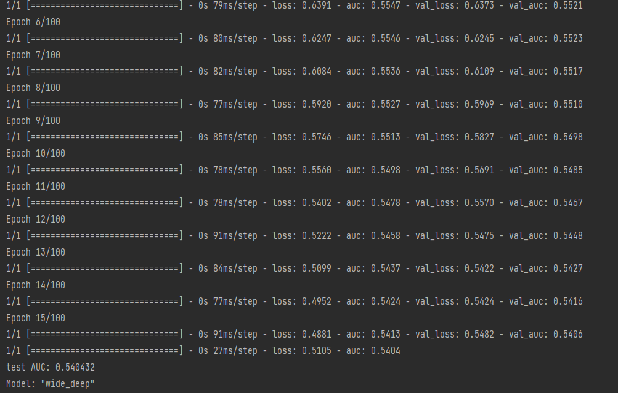 1/1 [==============================] - 0s 79ms/step - loss: 0.6391 - auc: 0.5547 - val_loss: 0.6373 - val_auc: 0.5521
Epoch 6/100
1/1 [==============================] - 0s 80ms/step - loss: 0.6247 - auc: 0.5546 - val_loss: 0.6245 - val_auc: 0.5523
Epoch 7/100
1/1 [==============================] - 0s 82ms/step - loss: 0.6084 - auc: 0.5536 - val_loss: 0.6109 - val_auc: 0.5517
Epoch 8/100
1/1 [==============================] - 0s 77ms/step - loss: 0.5920 - auc: 0.5527 - val_loss: 0.5969 - val_auc: 0.5510
Epoch 9/100
1/1 [==============================] - 0s 85ms/step - loss: 0.5746 - auc: 0.5513 - val_loss: 0.5827 - val_auc: 0.5498
Epoch 10/100
1/1 [==============================] - 0s 78ms/step - loss: 0.5560 - auc: 0.5498 - val_loss: 0.5691 - val_auc: 0.5485
Epoch 11/100
1/1 [==============================] - 0s 78ms/step - loss: 0.5402 - auc: 0.5478 - val_loss: 0.5570 - val_auc: 0.5467
Epoch 12/100
1/1 [==============================] - 0s 91ms/step - loss: 0.5222 - auc: 0.5458 - val_loss: 0.5475 - val_auc: 0.5448
Epoch 13/100
1/1 [==============================] - 0s 84ms/step - loss: 0.5099 - auc: 0.5437 - val_loss: 0.5422 - val_auc: 0.5427
Epoch 14/100
1/1 [==============================] - 0s 77ms/step - loss: 0.4952 - auc: 0.5424 - val_loss: 0.5424 - val_auc: 0.5416
Epoch 15/100
1/1 [==============================] - 0s 91ms/step - loss: 0.4881 - auc: 0.5413 - val_loss: 0.5482 - val_auc: 0.5406
1/1 [==============================] - 0s 27ms/step - loss: 0.5105 - auc: 0.5404
test AUC: 0.540432
Model: "wide_deep"